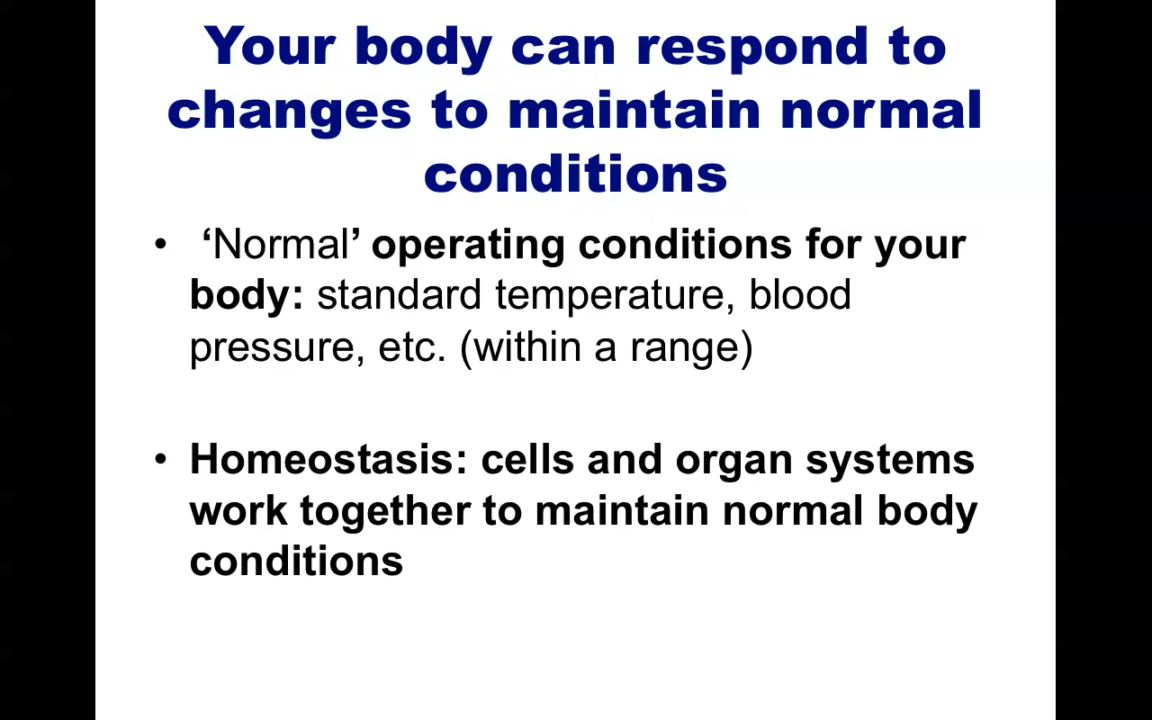 Your body can respond to
changes to maintain normal
conditions
• ‘Normal’ operating conditions for your
body: standard temperature, blood
pressure, etc. (within a range)
• Homeostasis: cells and organ systems
work together to maintain normal body
conditions